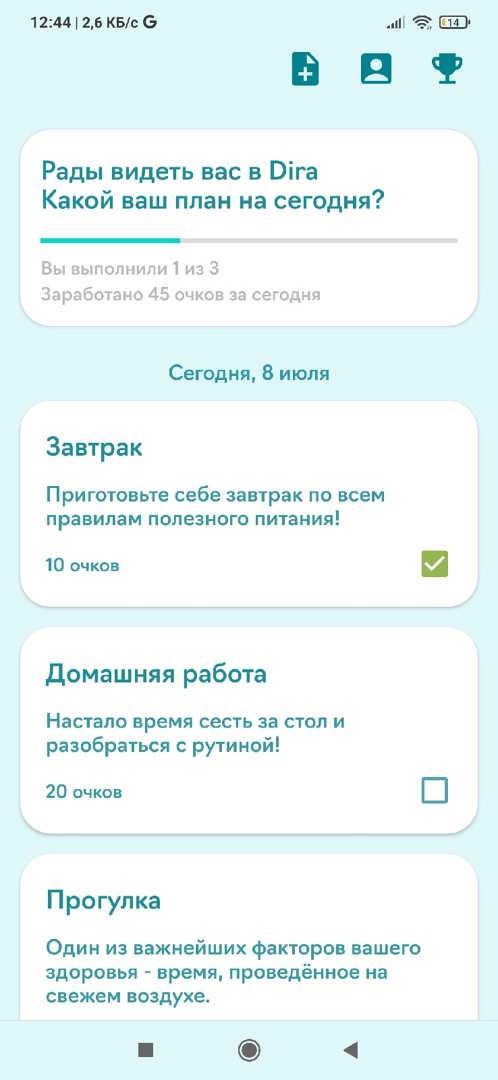 12:44 | 2,6 КБ/с G
14
Рады видеть вас в Dira
Какой ваш план на сегодня?
Вы выполнили 1 из 3
Заработано 45 очков за сегодня
Сегодня, 8 июля
Завтрак
Приготовьте себе завтрак по всем
правилам полезного питания!
10 очков
Домашняя работа
Настало время сесть за стол и
разобраться с рутиной!
20 очков
Прогулка
Один из важнейших факторов вашего
здоровья - время, проведённое на
свежем воздухе.